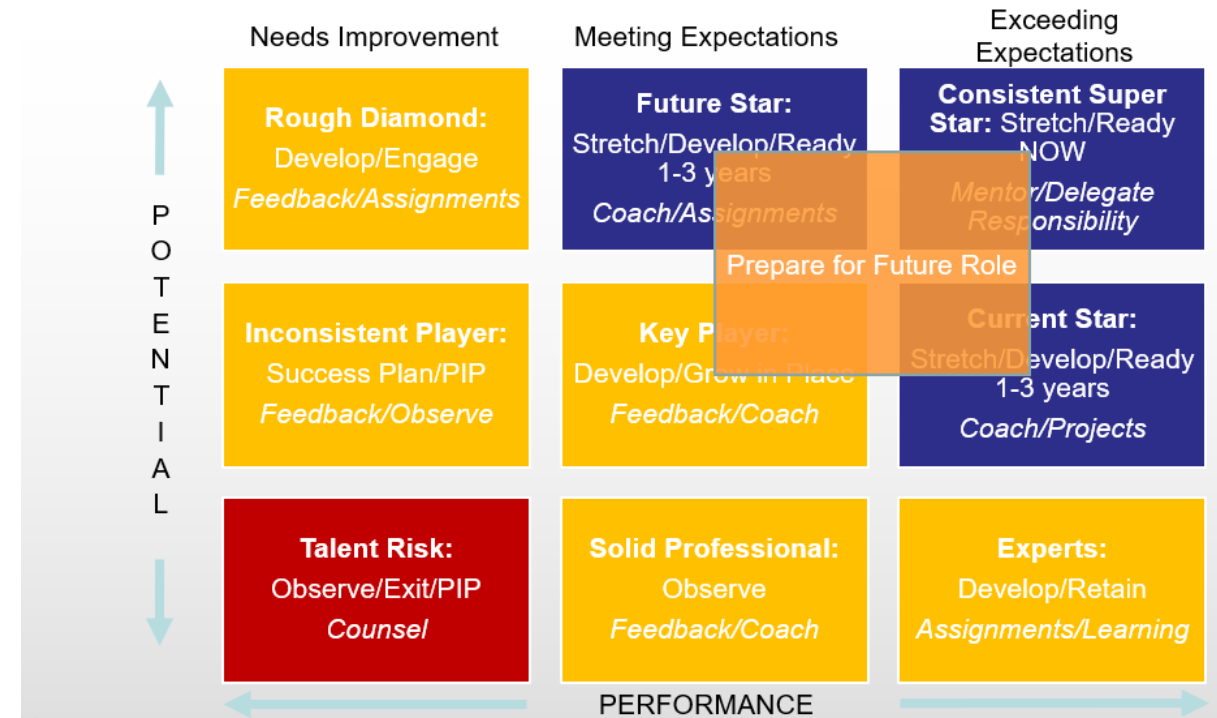 Needs Improvement
Meeting Expectations
Exceeding
Expectations
Rough Diamond:
Develop/Engage
Feedback/Assignments
Future Star:
Stretch/Develop/Ready
1-3 years
Coach/Assignments
Consistent Super
Star: Stretch/Ready
NOW
Mentor/Delegate
Responsibility
Prepare for Future Role
POTENTIAL
Inconsistent Player:
Success Plan/PIP
Feedback/Observe
Key Player:
Develop/Grow in Place
Feedback/Coach
Current Star:
Stretch/Develop/Ready
1-3 years
Coach/Projects
Talent Risk:
Observe/Exit/PIP
Counsel
Solid Professional:
Observe
Feedback/Coach
Experts:
Develop/Retain
Assignments/Learning
PERFORMANCE